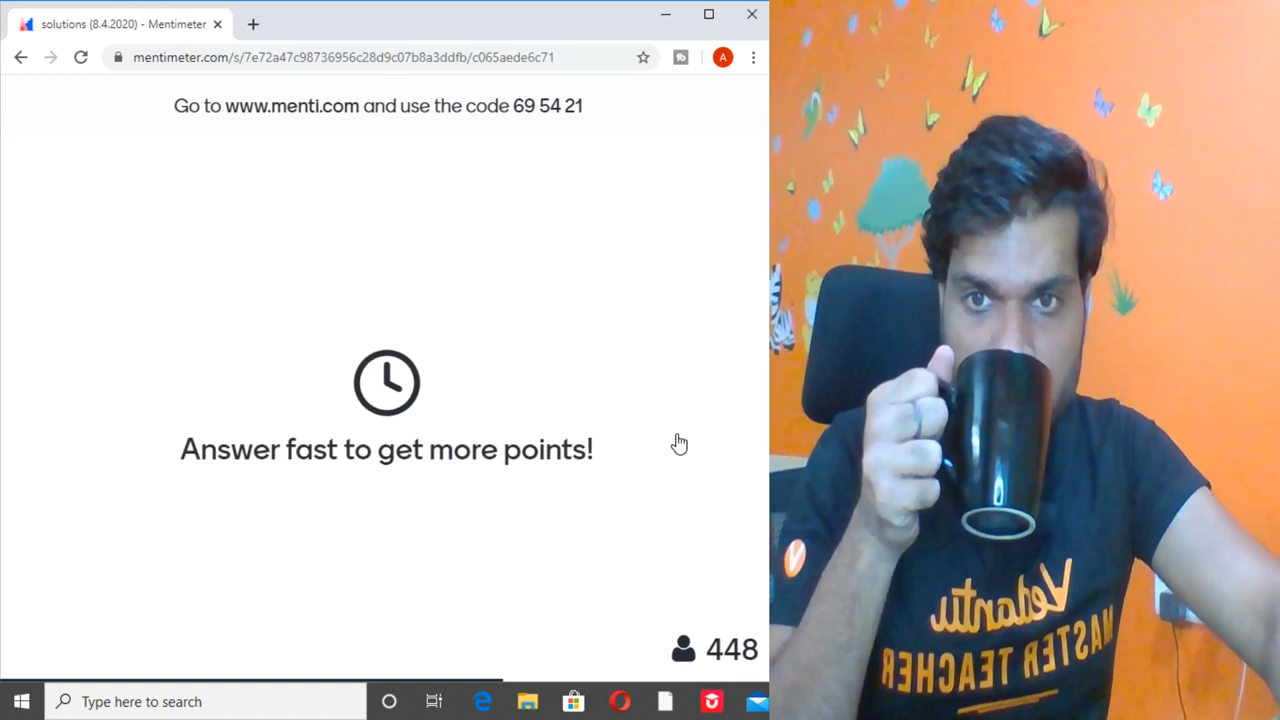 solutions (8.4.2020) - Mentimeter
mentimeter.com/s/7e72a47c98736956c28d9c07b8a3ddfb/c065aede6c71
A
Go to www.menti.com and use the code 69 54 21
Answer fast to get more points!
448
Type here to search
V
Vedantu
MASTER TEACHER